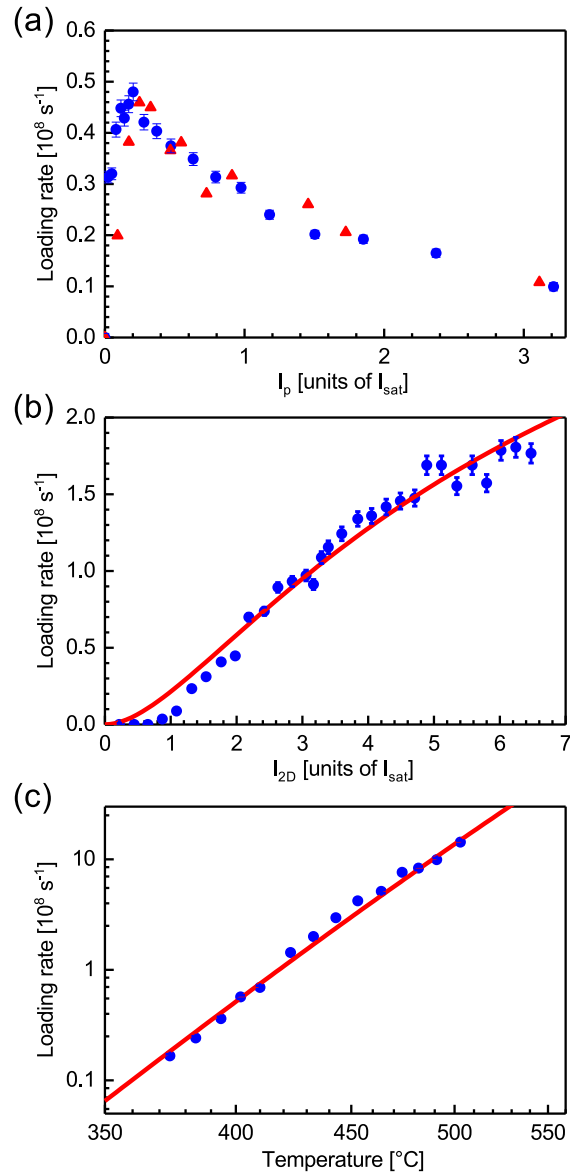 (a)
0.6
0.5
0.4
0.3
0.2
0.1
0.0
Loading rate [10⁸ s⁻¹]
0 1 2 3
Iₚ [units of Iₛₐₜ]
(b)
2.0
1.5
1.0
0.5
0.0
Loading rate [10⁸ s⁻¹]
0 1 2 3 4 5 6 7
I₂D [units of Iₛₐₜ]
(c)
10
1
0.1
Loading rate [10⁸ s⁻¹]
350 400 450 500 550
Temperature [°C]